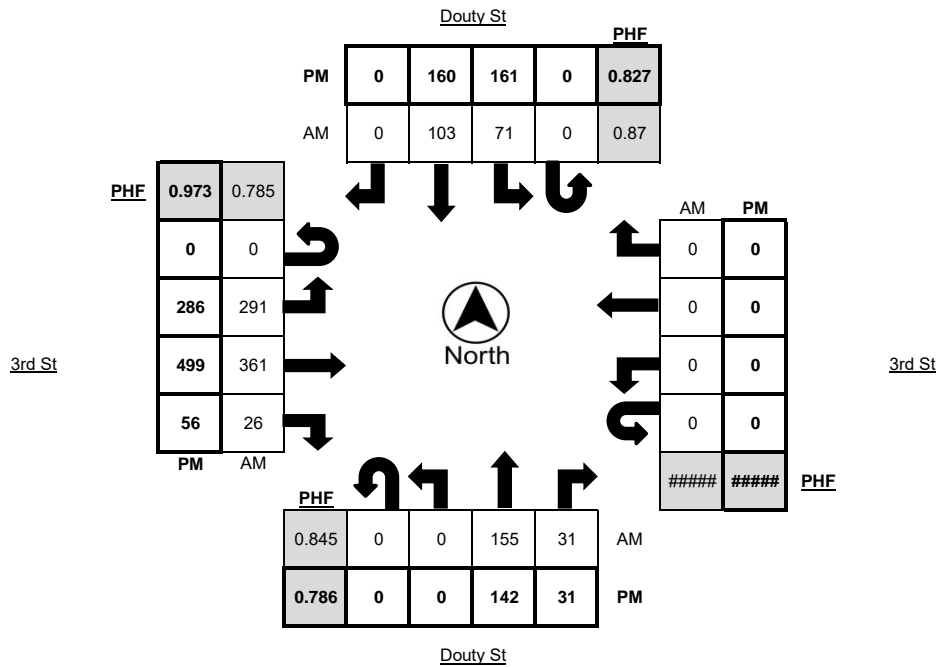 Douty St
PHF
PM 0 160 161 0 0.827
AM 0 103 71 0 0.87
PHF 0.973 0.785
AM PM
0 0
0 0
286 291
0 0
North
3rd St
499 361
0 0
3rd St
56 26
0 0
PM AM
##### ##### PHF
PHF
0.845 0 0 155 31 AM
0.786 0 0 142 31 PM
Douty St